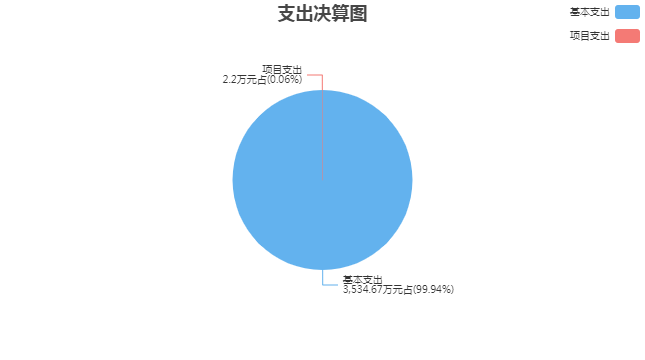 支出决算图
基本支出
项目支出
项目支出
2.2万元占(0.06%)
基本支出
3,534.67万元占(99.94%)